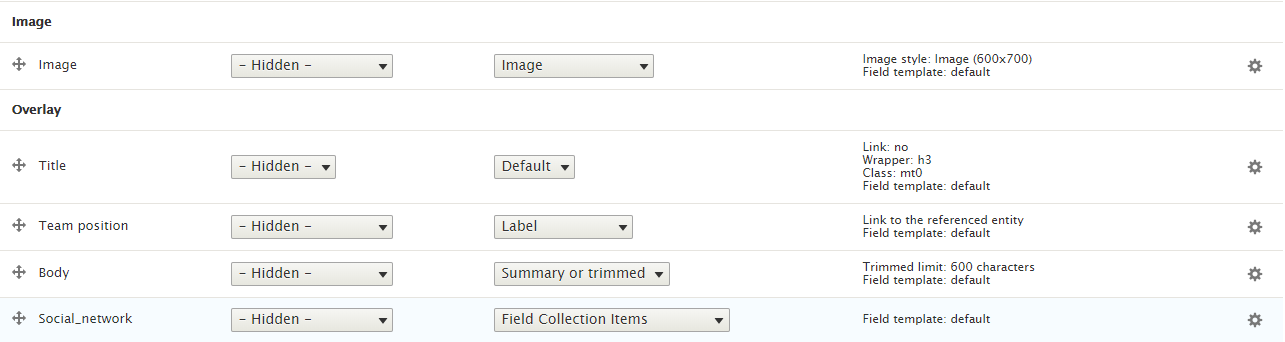 Image
Image
- Hidden -
Image
Image style: Image (600x700)
Field template: default
Overlay
Title
- Hidden -
Default
Link: no
Wrapper: h3
Class: mt0
Field template: default
Team position
- Hidden -
Label
Link to the referenced entity
Field template: default
Body
- Hidden -
Summary or trimmed
Trimmed limit: 600 characters
Field template: default
Social_network
- Hidden -
Field Collection Items
Field template: default